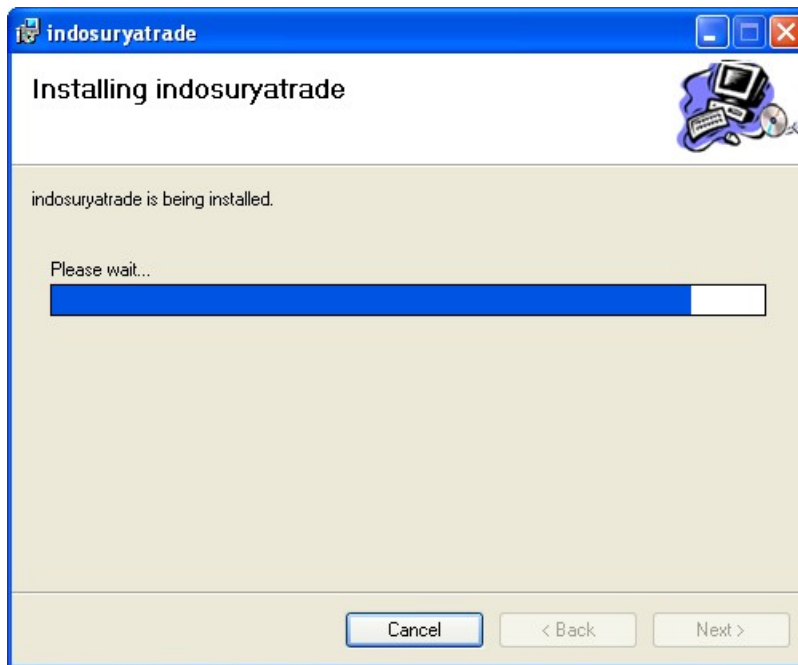 indosuryatrade
Installing indosuryatrade
indosuryatrade is being installed.
Please wait...
Cancel
< Back
Next >